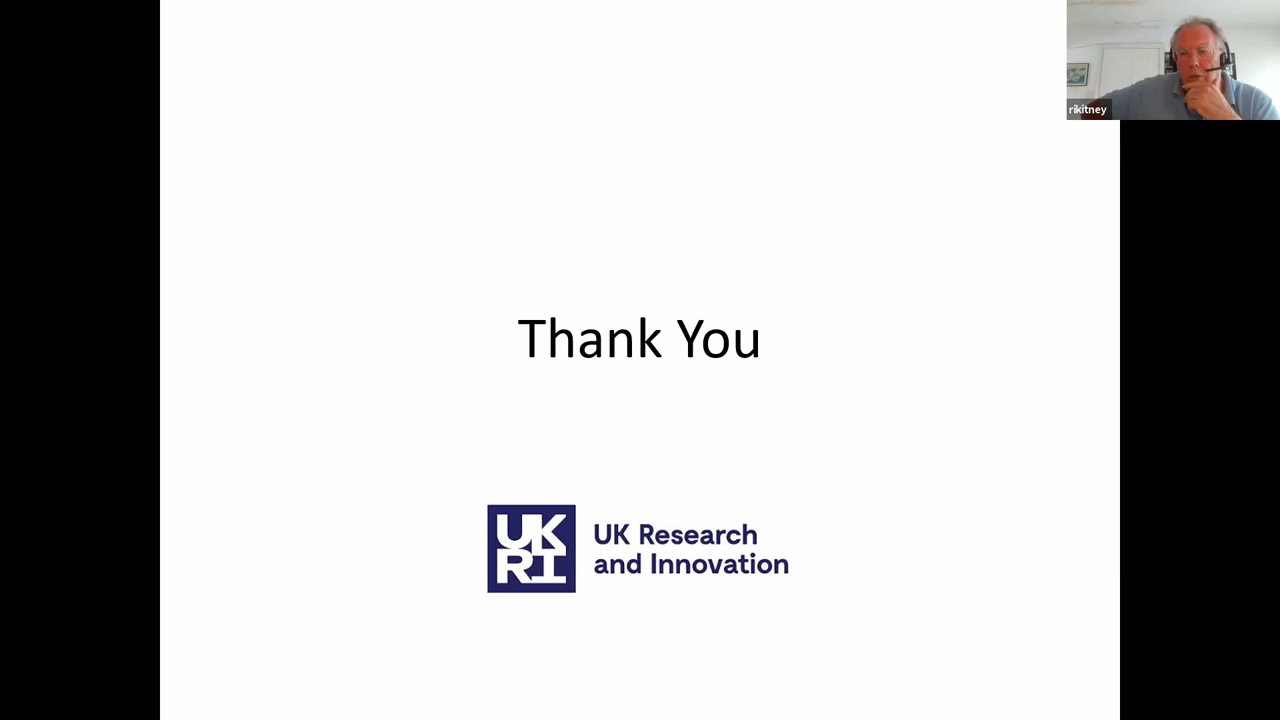 rikitney
Thank You
UK
RI
UK Research
and Innovation